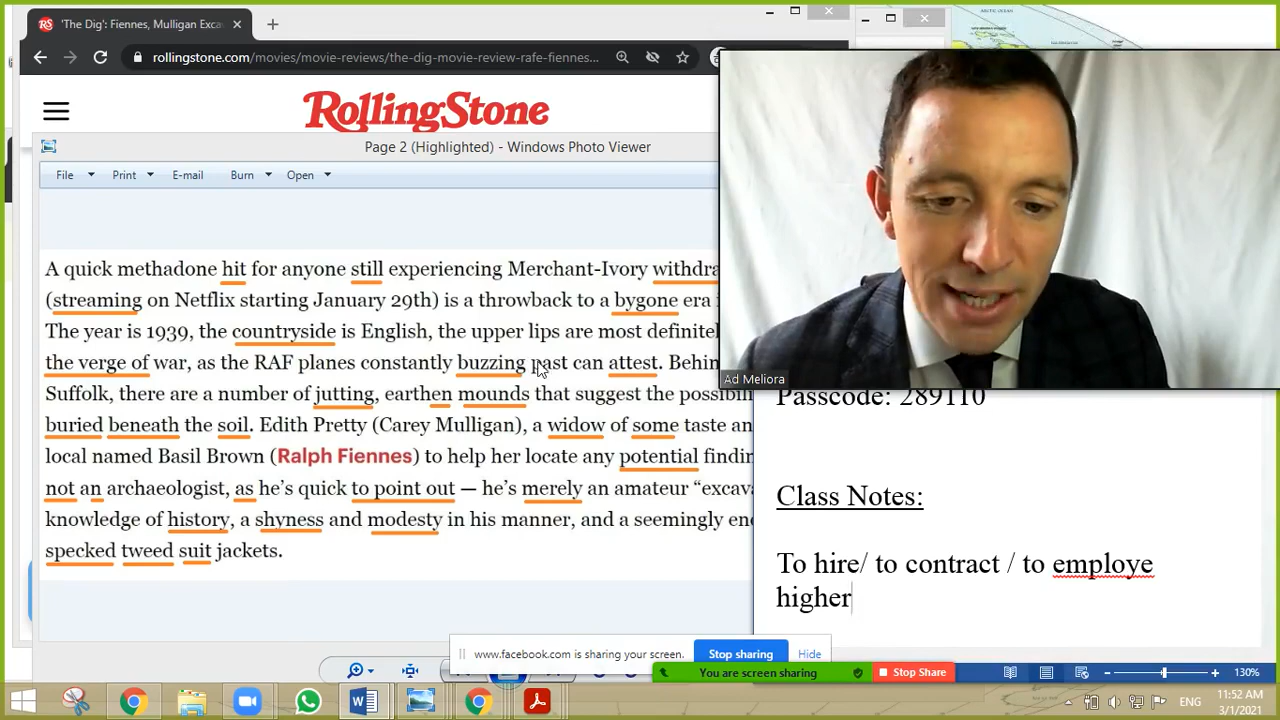 'The Dig': Fiennes, Mulligan Exca
rollingstone.com/movies/movie-reviews/the-dig-movie-review-rafe-fiennes...
RollingStone
Page 2 (Highlighted) - Windows Photo Viewer
File Print E-mail Burn Open
A quick methadone hit for anyone still experiencing Merchant-Ivory withdra
(streaming on Netflix starting January 29th) is a throwback to a bygone era
The year is 1939, the countryside is English, the upper lips are most definitel
the verge of war, as the RAF planes constantly buzzing past can attest. Behin
Suffolk, there are a number of jutting, earthen mounds that suggest the possibil
buried beneath the soil. Edith Pretty (Carey Mulligan), a widow of some taste an
local named Basil Brown (Ralph Fiennes) to help her locate any potential findin
not an archaeologist, as he's quick to point out — he's merely an amateur “excava
knowledge of history, a shyness and modesty in his manner, and a seemingly en
specked tweed suit jackets.
Ad Meliora
Passcode: 289110
Class Notes:
To hire/ to contract / to employe
higher
www.facebook.com is sharing your screen.
Stop sharing
Hide
You are screen sharing
Stop Share
130%
ENG
11:52 AM
3/1/2021
ARCTIC OCEAN